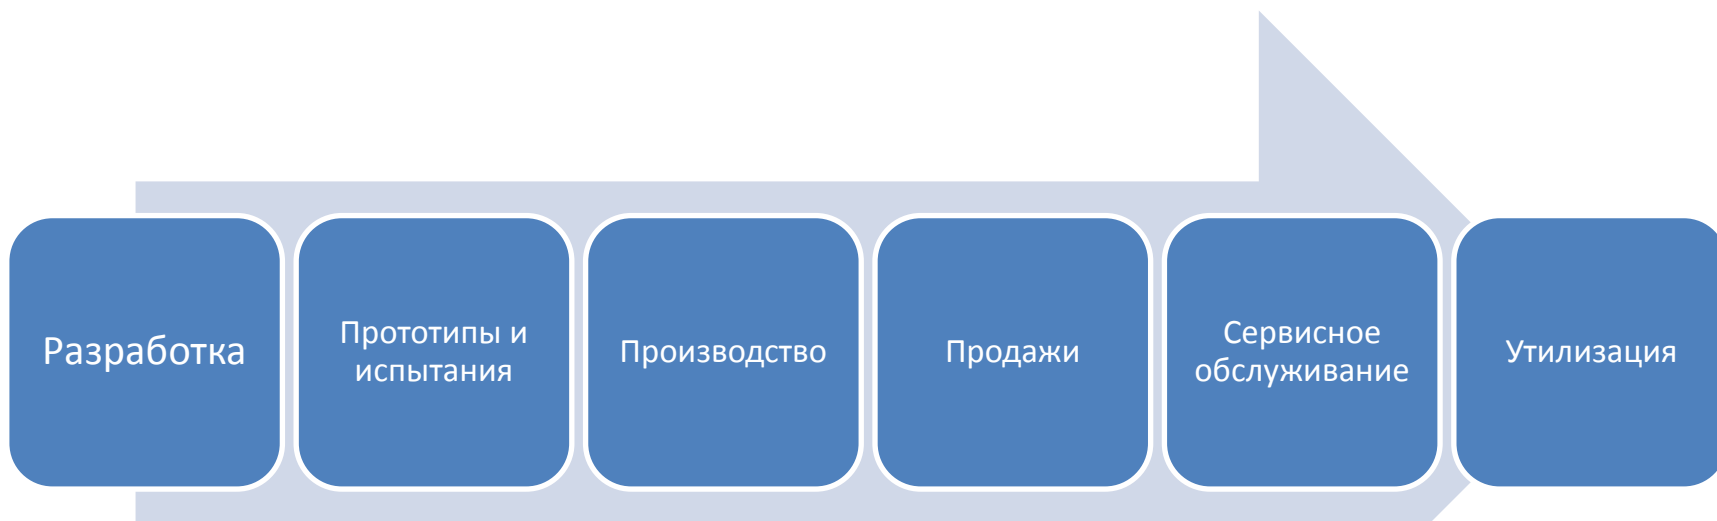 Разработка
Прототипы и
испытания
Производство
Продажи
Сервисное
обслуживание
Утилизация